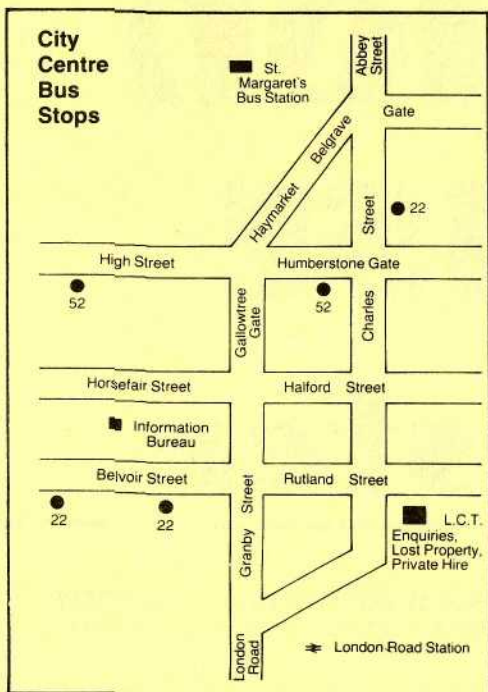 City
Centre
Bus
Stops
St.
Margaret's
Bus Station
Abbey
Street
Belgrave
Gate
Haymarket
Street
22
High Street
Humberstone Gate
52
52
Gallowtree
Gate
Charles
Horsefair Street
Halford Street
Information
Bureau
Belvoir Street
Rutland Street
22
22
Granby
Street
L.C.T.
Enquiries,
Lost Property,
Private Hire
London
Road
London Road Station